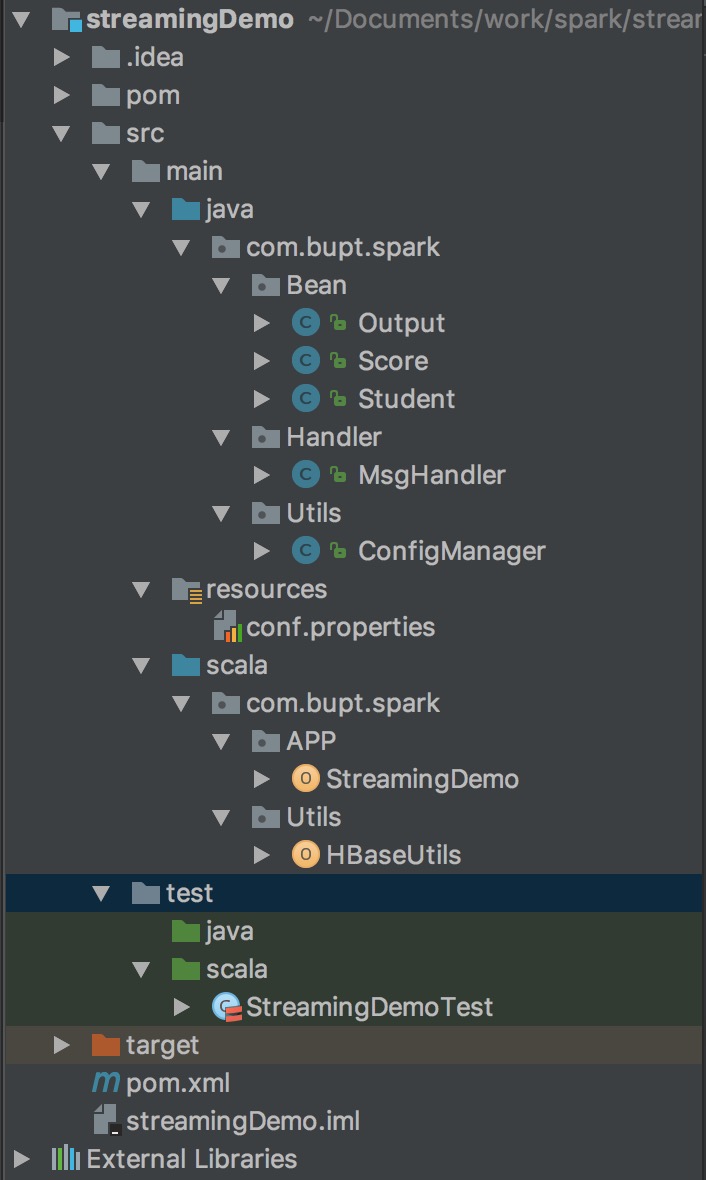 streamingDemo ~/Documents/work/spark/strear
.idea
pom
src
main
java
com.bupt.spark
Bean
C Output
C Score
C Student
Handler
C MsgHandler
Utils
C ConfigManager
resources
conf.properties
scala
com.bupt.spark
APP
O StreamingDemo
Utils
O HBaseUtils
test
java
scala
C StreamingDemoTest
target
m pom.xml
streamingDemo.iml
External Libraries